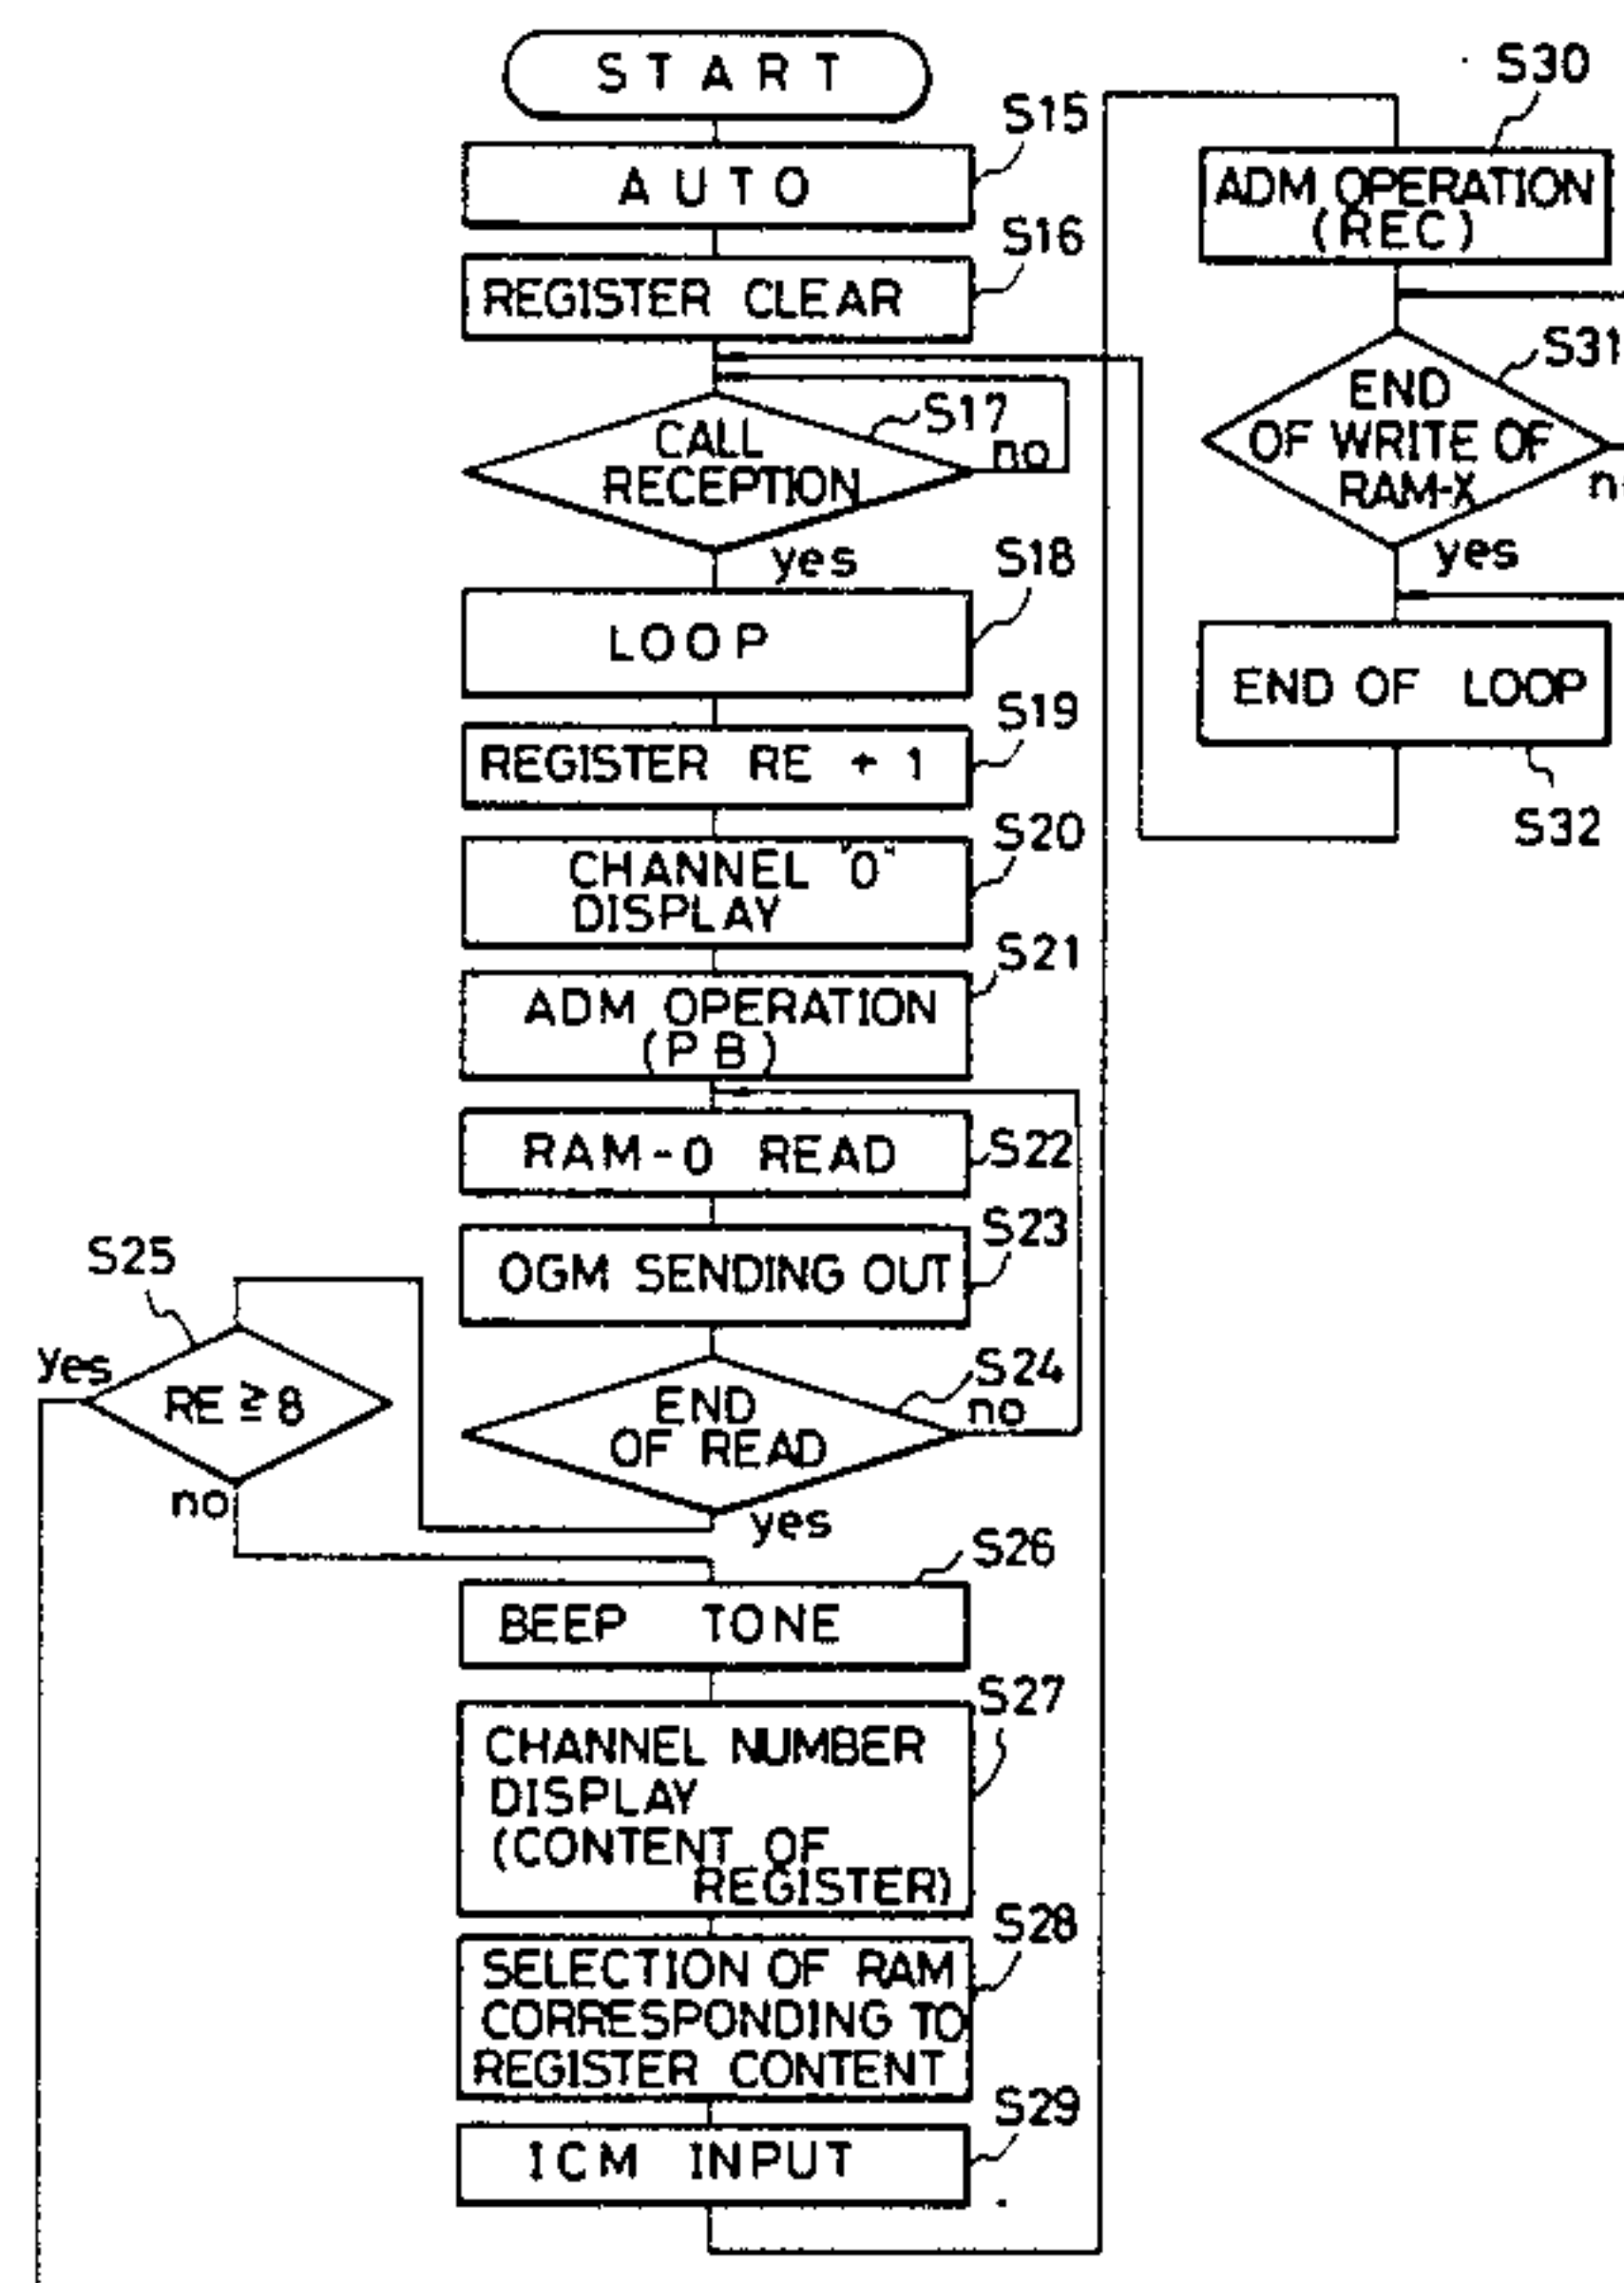 START
S15
AUTO
S16
REGISTER CLEAR
S17
CALL
RECEPTION
no
yes
S18
LOOP
S19
REGISTER RE + 1
S20
CHANNEL "0"
DISPLAY
S21
ADM OPERATION
(PB)
S22
RAM-0 READ
S23
OGM SENDING OUT
S24
END
OF READ
no
yes
S25
RE ≧ 8
yes
no
S26
BEEP TONE
S27
CHANNEL NUMBER
DISPLAY
(CONTENT OF
REGISTER)
S28
SELECTION OF RAM
CORRESPONDING TO
REGISTER CONTENT
S29
ICM INPUT
S30
ADM OPERATION
(REC)
S31
END
OF WRITE OF
RAM-X
yes
END OF LOOP
S32